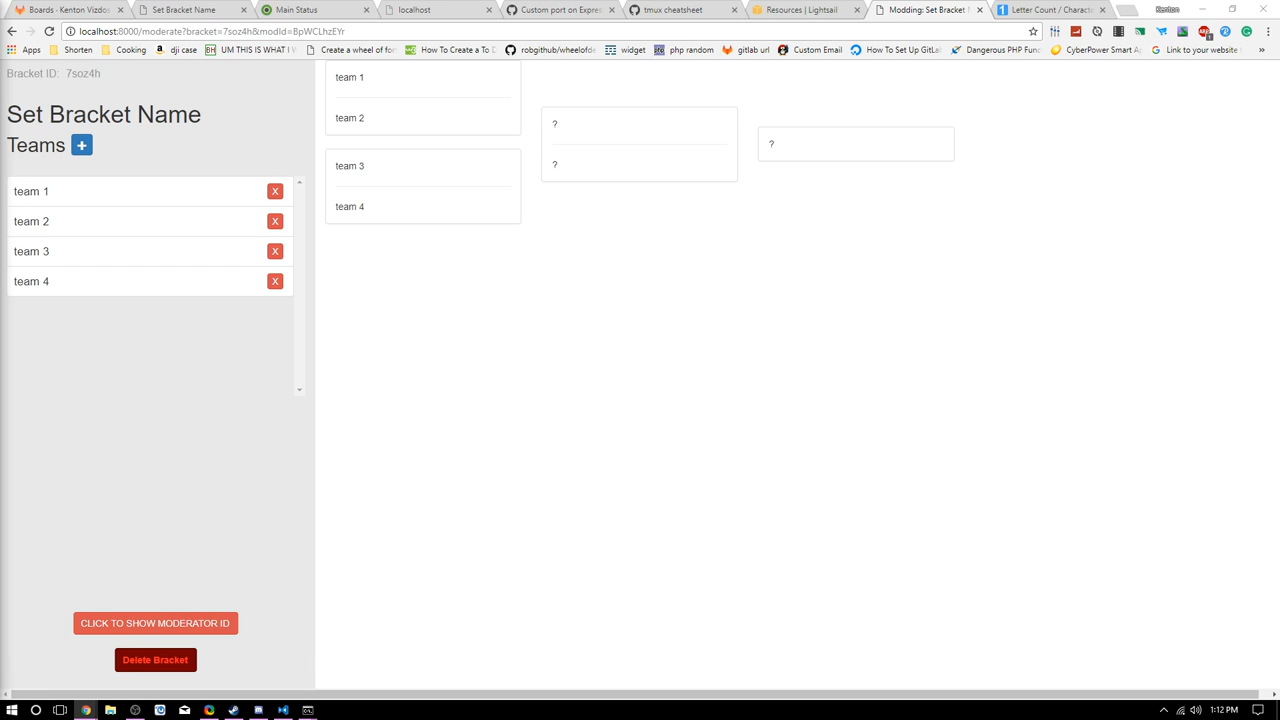 Boards - Kenton Vizdos
Set Bracket Name
Main Status
localhost
Custom port on Expres
tmux cheatsheet
Resources | Lightsail
Modding: Set Bracket
Letter Count / Characte
Kenton
localhost:8000/moderate?bracket=7soz4h&modId=BpWCLhzEYr
Apps
Shorten
Cooking
dji case
UM THIS IS WHAT I W
Create a wheel of for
How To Create a To D
robgithub/wheelofde
widget
php random
gitlab url
Custom Email
How To Set Up GitLa
Dangerous PHP Func
CyberPower Smart A
Link to your website
Bracket ID: 7soz4h
Set Bracket Name
Teams +
team 1 X
team 2 X
team 3 X
team 4 X
CLICK TO SHOW MODERATOR ID
Delete Bracket
team 1
team 2
team 3
team 4
?
?
?
1:12 PM